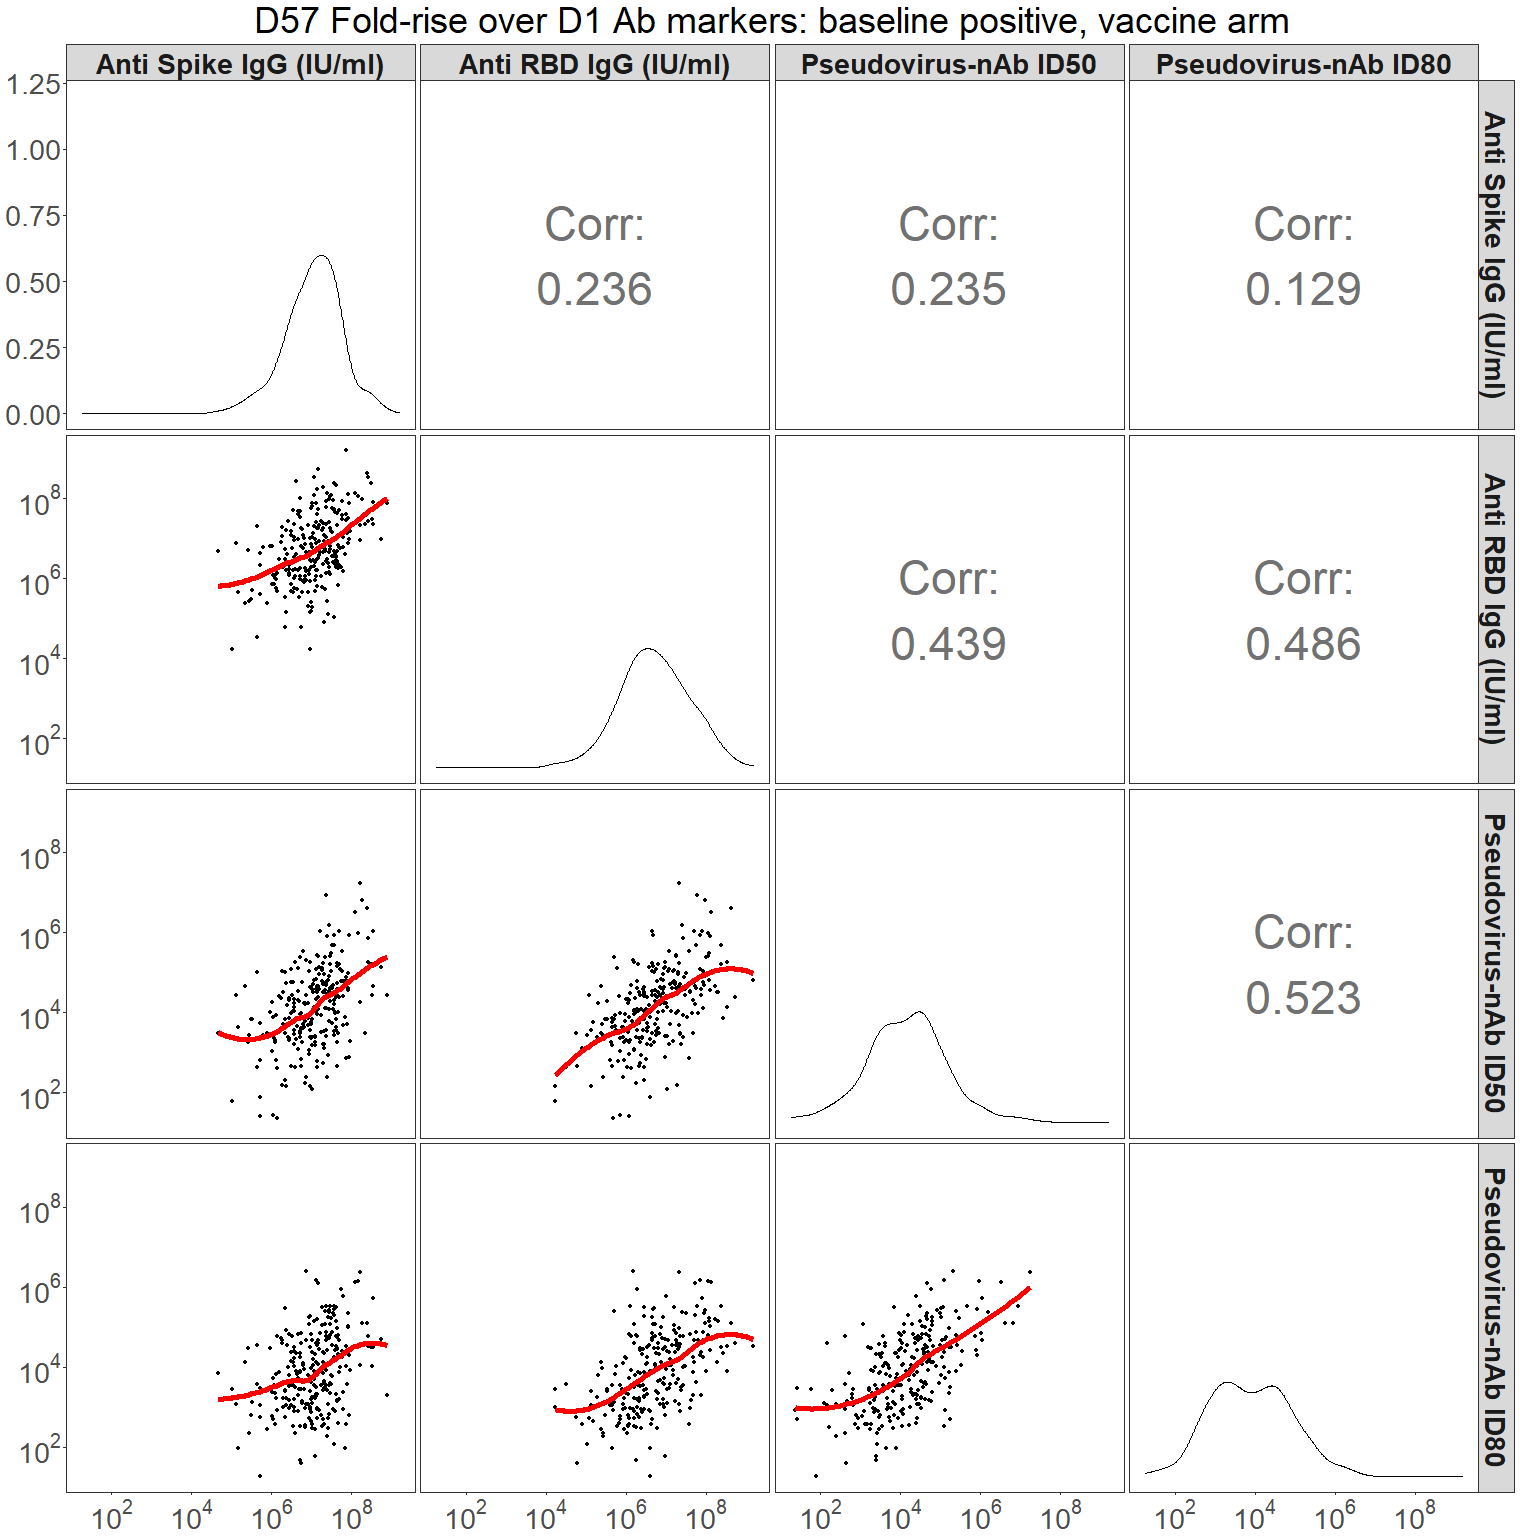 D57 Fold-rise over D1 Ab markers: baseline positive, vaccine arm
Anti Spike IgG (IU/ml)
Anti RBD IgG (IU/ml)
Pseudovirus-nAb ID50
Pseudovirus-nAb ID80
1.25
1.00
0.75
0.50
0.25
0.00
Corr:
0.236
Corr:
0.235
Corr:
0.129
Anti Spike IgG (IU/ml)
10^8
10^6
10^4
10^2
Corr:
0.439
Corr:
0.486
Anti RBD IgG (IU/ml)
10^8
10^6
10^4
10^2
Corr:
0.523
Pseudovirus-nAb ID50
10^8
10^6
10^4
10^2
Pseudovirus-nAb ID80
10^2 10^4 10^6 10^8
10^2 10^4 10^6 10^8
10^2 10^4 10^6 10^8
10^2 10^4 10^6 10^8